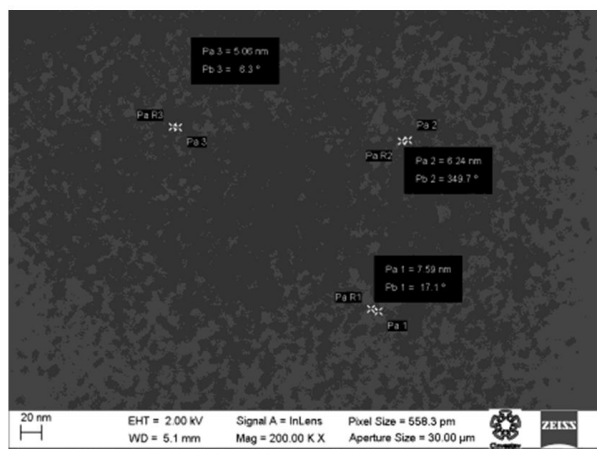 Pa 3 = 5.06 nm
Pb 3 = 6.3 °
Pa R3
Pa 3
Pa 2
Pa R2
Pa 2 = 6.24 nm
Pb 2 = 349.7 °
Pa 1 = 7.59 nm
Pb 1 = 17.1 °
Pa R1
Pa 1
20 nm
EHT = 2.00 kV
Signal A = InLens
Pixel Size = 558.3 pm
WD = 5.1 mm
Mag = 200.00 K X
Aperture Size = 30.00 µm
ZEISS